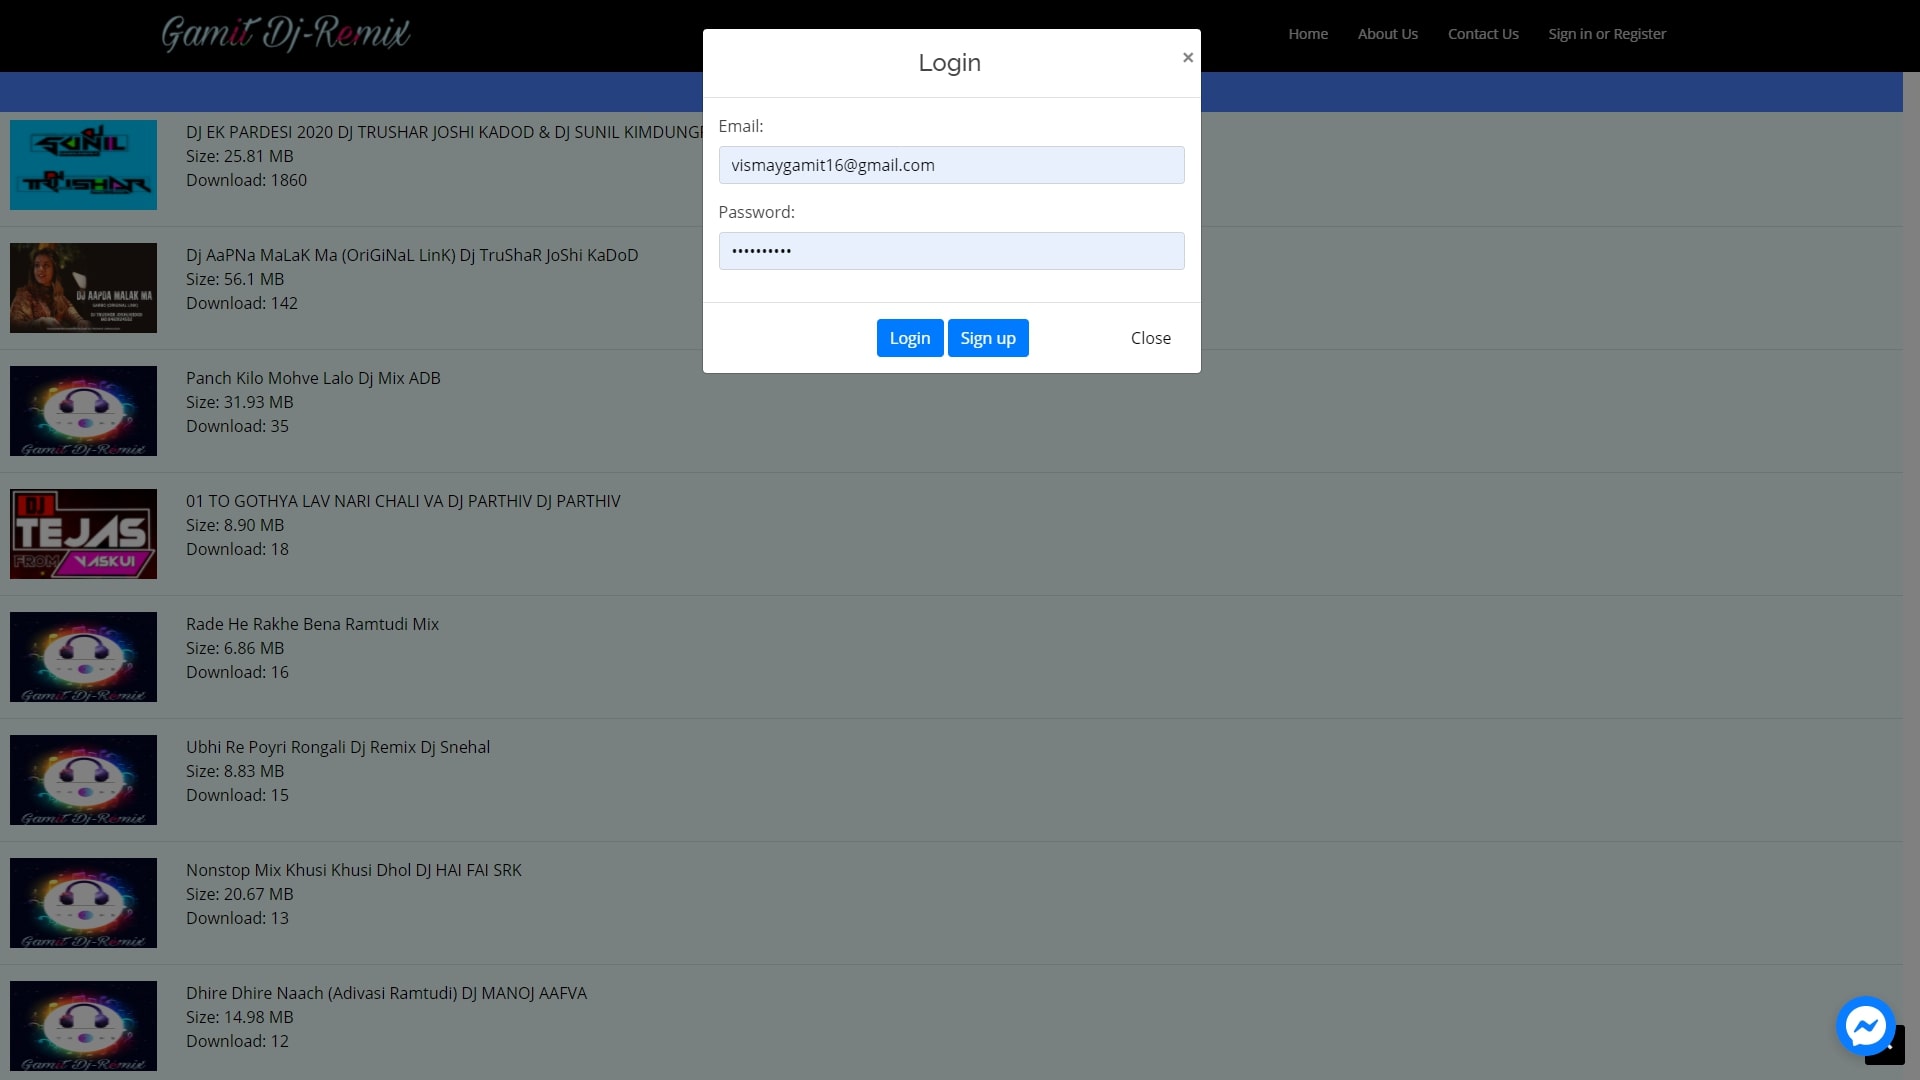 Gamit Dj-Remix
Home
About Us
Contact Us
Sign in or Register
Login
×
Email:
vismaygamit16@gmail.com
Password:
••••••••••
Login
Sign up
Close
DJ SUNIL
DJ TRUSHAR
DJ EK PARDESI 2020 DJ TRUSHAR JOSHI KADOD & DJ SUNIL
Size: 25.81 MB
Download: 1860
DJ AAPDA MALAK MA
Dj AaPNa MaLaK Ma (OriGiNaL LinK) Dj TruShaR JoShi KaDoD
Size: 56.1 MB
Download: 142
Gamit Dj-Remix
Panch Kilo Mohve Lalo Dj Mix ADB
Size: 31.93 MB
Download: 35
DJ
TEJAS
FROM VASKUI
01 TO GOTHYA LAV NARI CHALI VA DJ PARTHIV DJ PARTHIV
Size: 8.90 MB
Download: 18
Gamit Dj-Remix
Rade He Rakhe Bena Ramtudi Mix
Size: 6.86 MB
Download: 16
Gamit Dj-Remix
Ubhi Re Poyri Rongali Dj Remix Dj Snehal
Size: 8.83 MB
Download: 15
Gamit Dj-Remix
Nonstop Mix Khusi Khusi Dhol DJ HAI FAI SRK
Size: 20.67 MB
Download: 13
Gamit Dj-Remix
Dhire Dhire Naach (Adivasi Ramtudi) DJ MANOJ AAFVA
Size: 14.98 MB
Download: 12